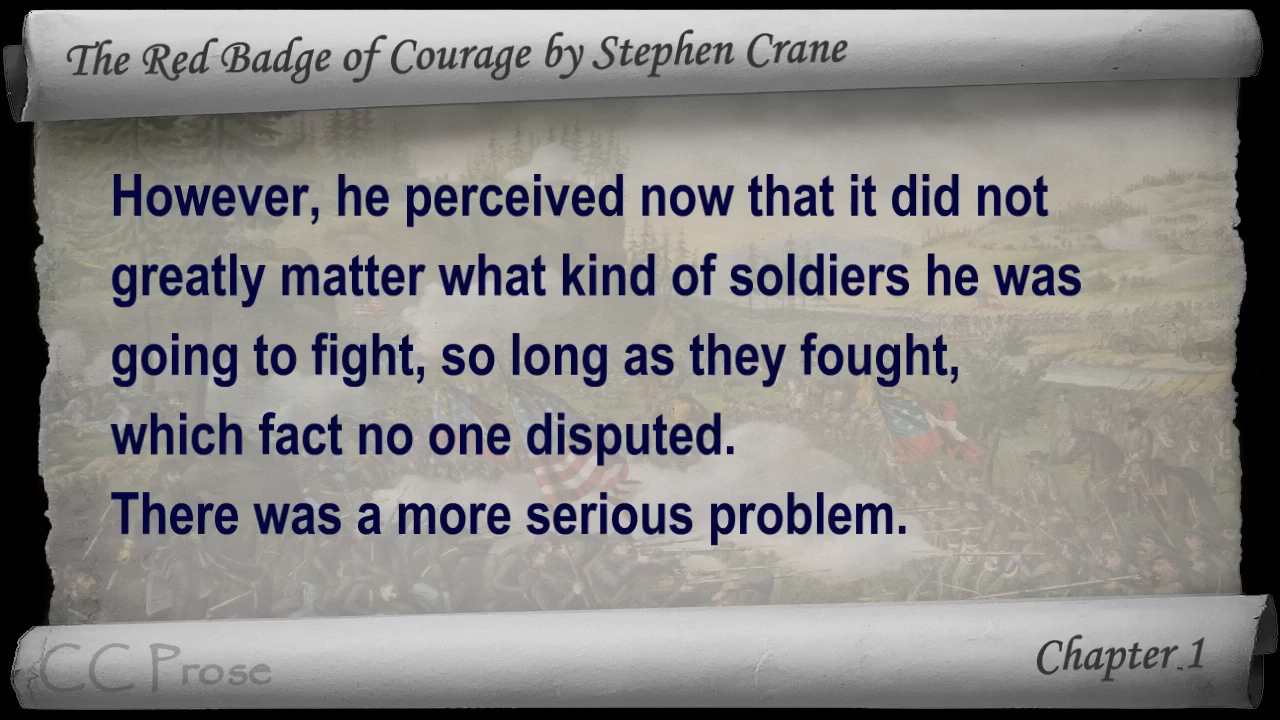 The Red Badge of Courage by Stephen Crane
However, he perceived now that it did not
greatly matter what kind of soldiers he was
going to fight, so long as they fought,
which fact no one disputed.
There was a more serious problem.
CC Prose
Chapter 1